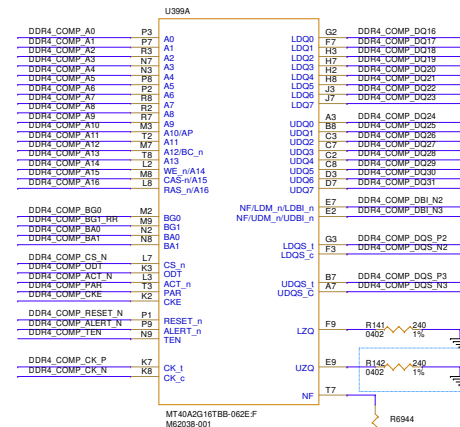 U399A
DDR4_COMP_A0 P3 A0 LDQ0 G2 DDR4_COMP_DQ16
DDR4_COMP_A1 P7 A1 LDQ1 F7 DDR4_COMP_DQ17
DDR4_COMP_A2 R3 A2 LDQ2 H3 DDR4_COMP_DQ18
DDR4_COMP_A3 N7 A3 LDQ3 H7 DDR4_COMP_DQ19
DDR4_COMP_A4 N3 A4 LDQ4 H2 DDR4_COMP_DQ20
DDR4_COMP_A5 P8 A5 LDQ5 H8 DDR4_COMP_DQ21
DDR4_COMP_A6 P2 A6 LDQ6 J3 DDR4_COMP_DQ22
DDR4_COMP_A7 R8 A7 LDQ7 J7 DDR4_COMP_DQ23
DDR4_COMP_A8 R2 A8
DDR4_COMP_A9 R7 A9 UDQ0 A3 DDR4_COMP_DQ24
DDR4_COMP_A10 M3 A10/AP UDQ1 B8 DDR4_COMP_DQ25
DDR4_COMP_A11 T2 A11 UDQ2 C3 DDR4_COMP_DQ26
DDR4_COMP_A12 M7 A12/BC_n UDQ3 C7 DDR4_COMP_DQ27
DDR4_COMP_A13 T8 A13 UDQ4 C2 DDR4_COMP_DQ28
DDR4_COMP_A14 L2 WE_n/A14 UDQ5 C8 DDR4_COMP_DQ29
DDR4_COMP_A15 M8 CAS-n/A15 UDQ6 D3 DDR4_COMP_DQ30
DDR4_COMP_A16 L8 RAS_n/A16 UDQ7 D7 DDR4_COMP_DQ31
NF/LDM_n/LDBI_n E7 DDR4_COMP_DBI_N2
DDR4_COMP_BG0 M2 BG0 NF/UDM_n/UDBI_n E2 DDR4_COMP_DBI_N3
DDR4_COMP_BG1_RR M9 BG1
DDR4_COMP_BA0 N2 BA0
DDR4_COMP_BA1 N8 BA1 LDQS_t G3 DDR4_COMP_DQS_P2
LDQS_c F3 DDR4_COMP_DQS_N2
DDR4_COMP_CS_N L7 CS_n
DDR4_COMP_ODT K3 ODT
DDR4_COMP_ACT_N L3 ACT_n UDQS_t B7 DDR4_COMP_DQS_P3
DDR4_COMP_PAR T3 PAR UDQS_C A7 DDR4_COMP_DQS_N3
DDR4_COMP_CKE K2 CKE
DDR4_COMP_RESET_N P1 RESET_n
DDR4_COMP_ALERT_N P9 ALERT_n LZQ F9 R141 240
DDR4_COMP_TEN N9 TEN 0402 1%
DDR4_COMP_CK_P K7 CK_t UZQ E9 R142 240
DDR4_COMP_CK_N K8 CK_c 0402 1%
NF T7
MT40A2G16TBB-062E:F
M62038-001
R6944